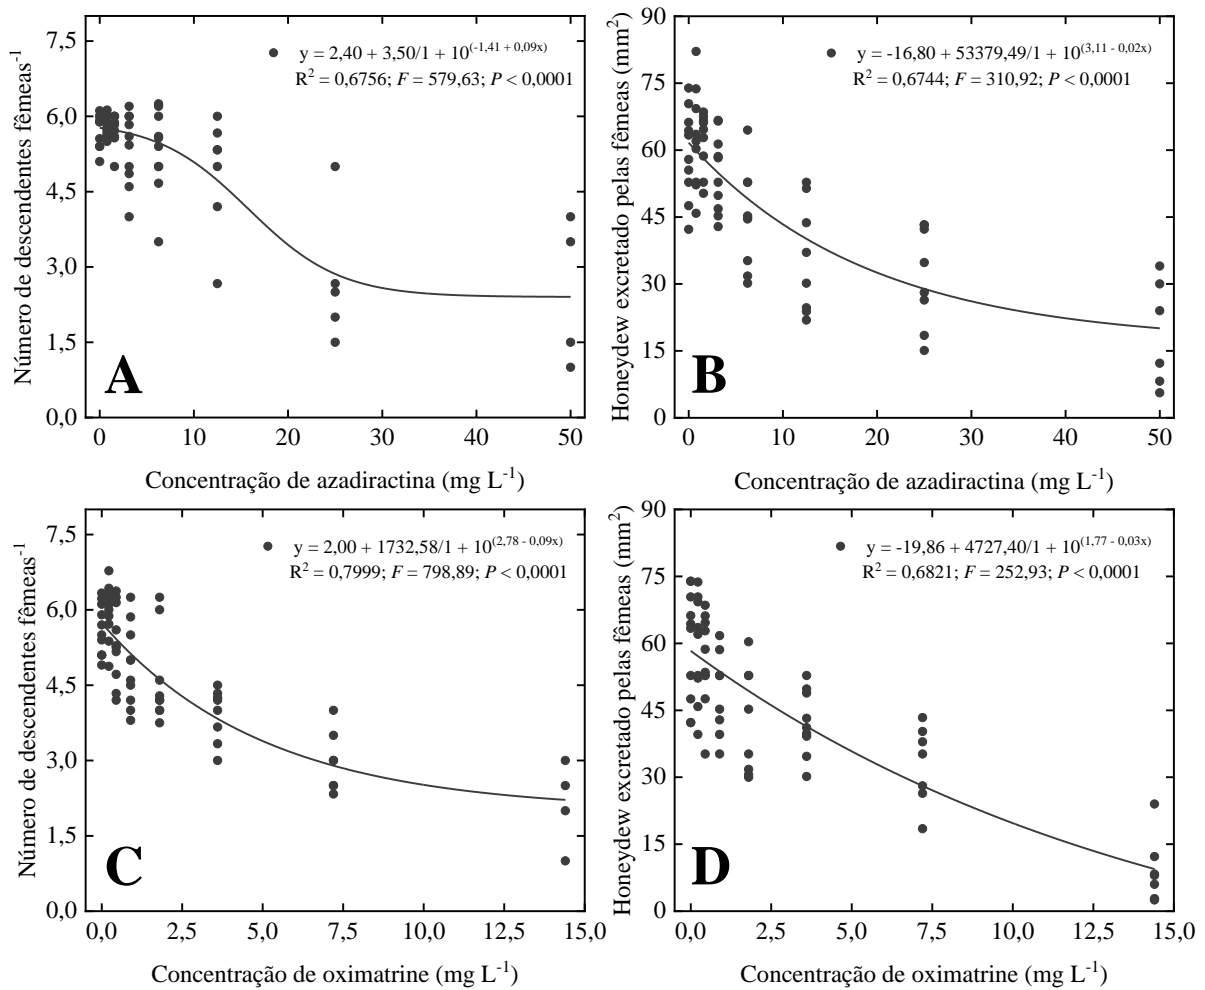 7,5
6,0
4,5
3,0
1,5
0,0
Número de descendentes fêmeas⁻¹
y = 2,40 + 3,50/1 + 10^(-1,41 + 0,09x)
R² = 0,6756; F = 579,63; P < 0,0001
A
0 10 20 30 40 50
Concentração de azadiractina (mg L⁻¹)
90
75
60
45
30
15
0
Honeydew excretado pelas fêmeas (mm²)
y = -16,80 + 53379,49/1 + 10^(3,11 - 0,02x)
R² = 0,6744; F = 310,92; P < 0,0001
B
0 10 20 30 40 50
Concentração de azadiractina (mg L⁻¹)
7,5
6,0
4,5
3,0
1,5
0,0
Número de descendentes fêmeas⁻¹
y = 2,00 + 1732,58/1 + 10^(2,78 - 0,09x)
R² = 0,7999; F = 798,89; P < 0,0001
C
0,0 2,5 5,0 7,5 10,0 12,5 15,0
Concentração de oximatrine (mg L⁻¹)
90
75
60
45
30
15
0
Honeydew excretado pelas fêmeas (mm²)
y = -19,86 + 4727,40/1 + 10^(1,77 - 0,03x)
R² = 0,6821; F = 252,93; P < 0,0001
D
0,0 2,5 5,0 7,5 10,0 12,5 15,0
Concentração de oximatrine (mg L⁻¹)